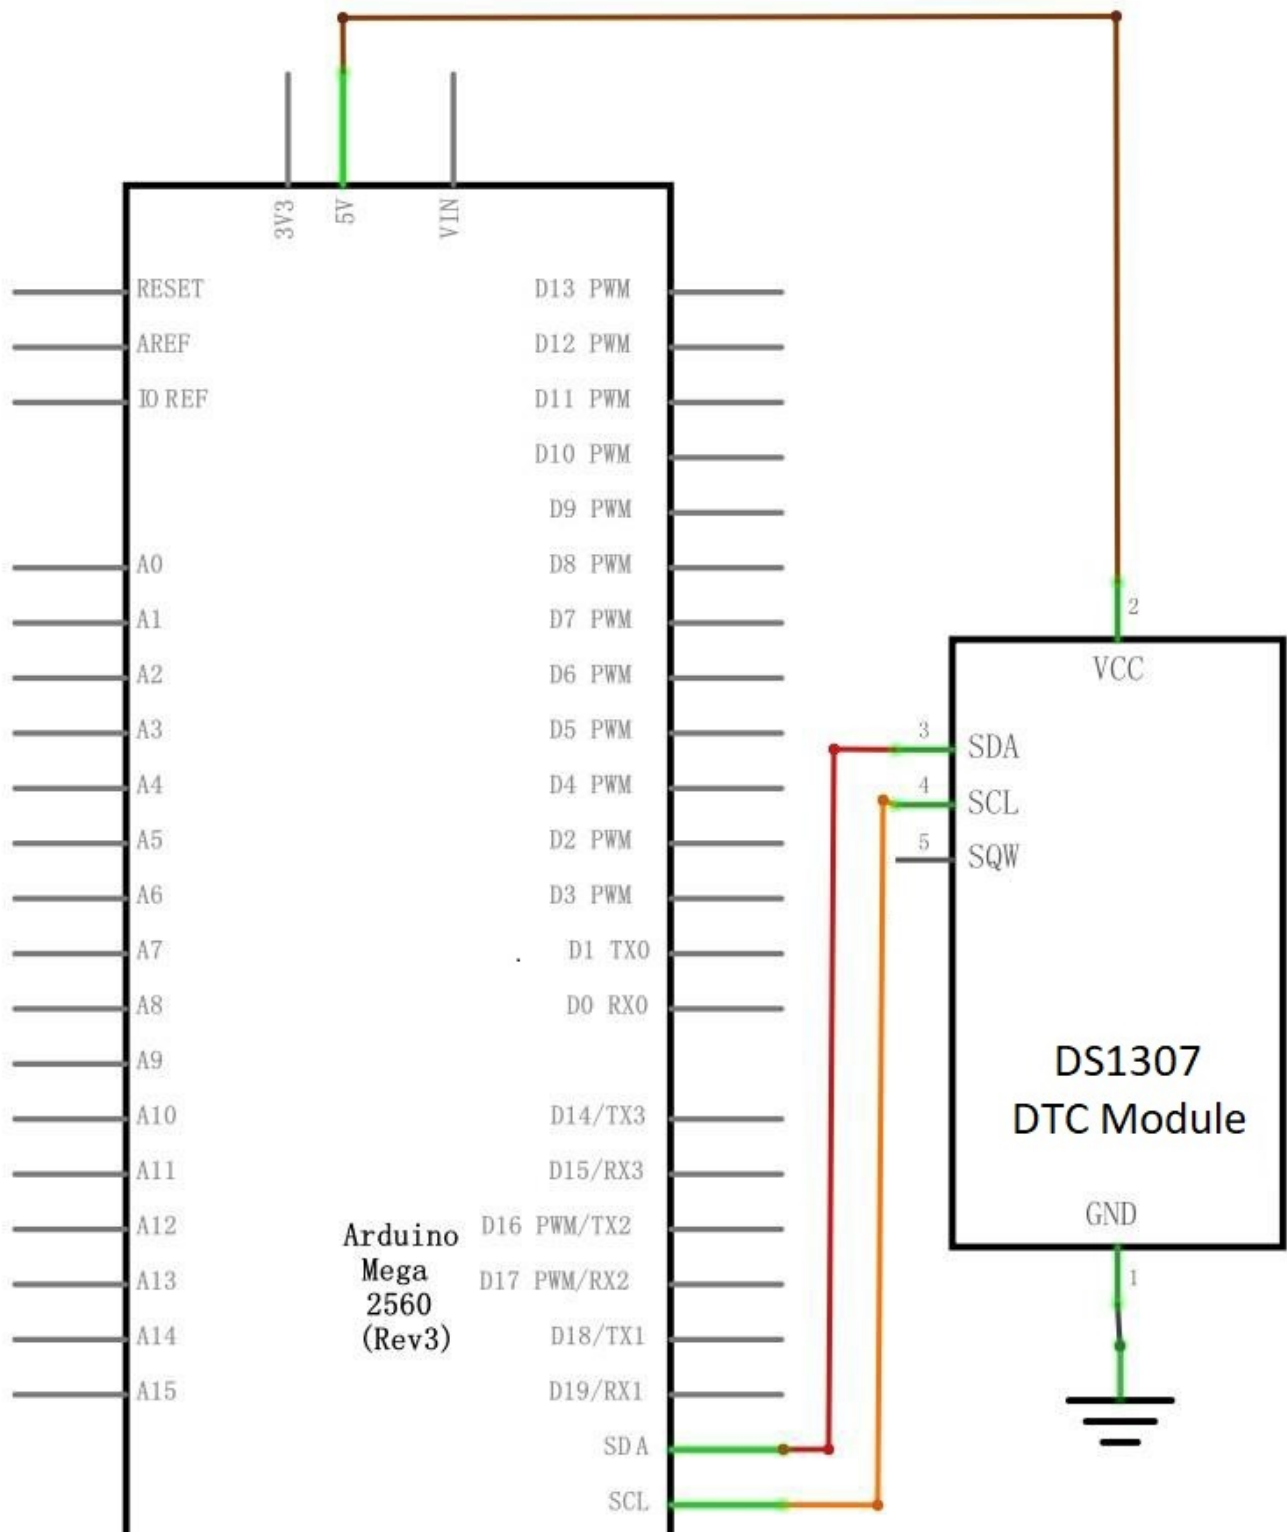 3V3
5V
VIN
RESET
AREF
IO REF
A0
A1
A2
A3
A4
A5
A6
A7
A8
A9
A10
A11
A12
A13
A14
A15
D13 PWM
D12 PWM
D11 PWM
D10 PWM
D9 PWM
D8 PWM
D7 PWM
D6 PWM
D5 PWM
D4 PWM
D2 PWM
D3 PWM
D1 TX0
D0 RX0
D14/TX3
D15/RX3
D16 PWM/TX2
D17 PWM/RX2
D18/TX1
D19/RX1
SDA
SCL
Arduino
Mega
2560
(Rev3)
2
VCC
3
SDA
4
SCL
5
SQW
DS1307
DTC Module
GND
1